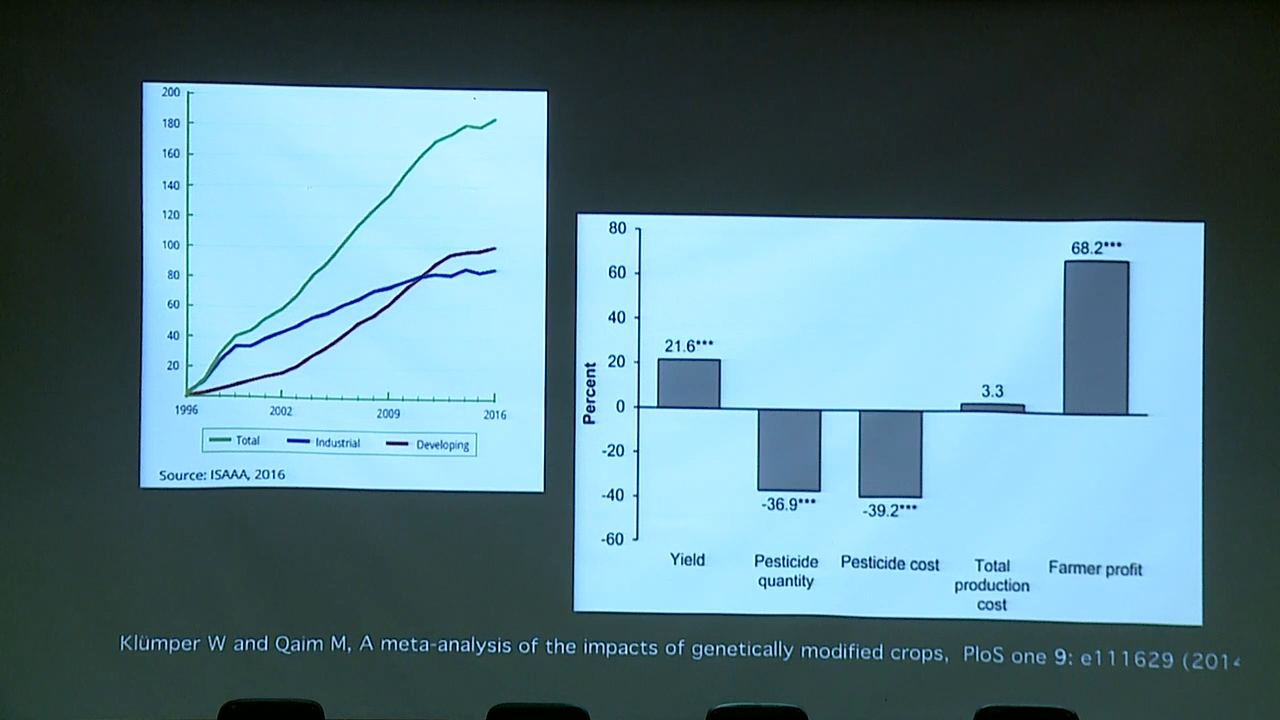 200
180
160
140
120
100
80
60
40
20
1996 2002 2009 2016
Total Industrial Developing
Source: ISAAA, 2016
80
60
40
20
0
-20
-40
-60
Percent
21.6***
-36.9***
-39.2***
3.3
68.2***
Yield
Pesticide
quantity
Pesticide cost
Total
production
cost
Farmer profit
Klümper W and Qaim M, A meta-analysis of the impacts of genetically modified crops, PloS one 9: e111629 (2014